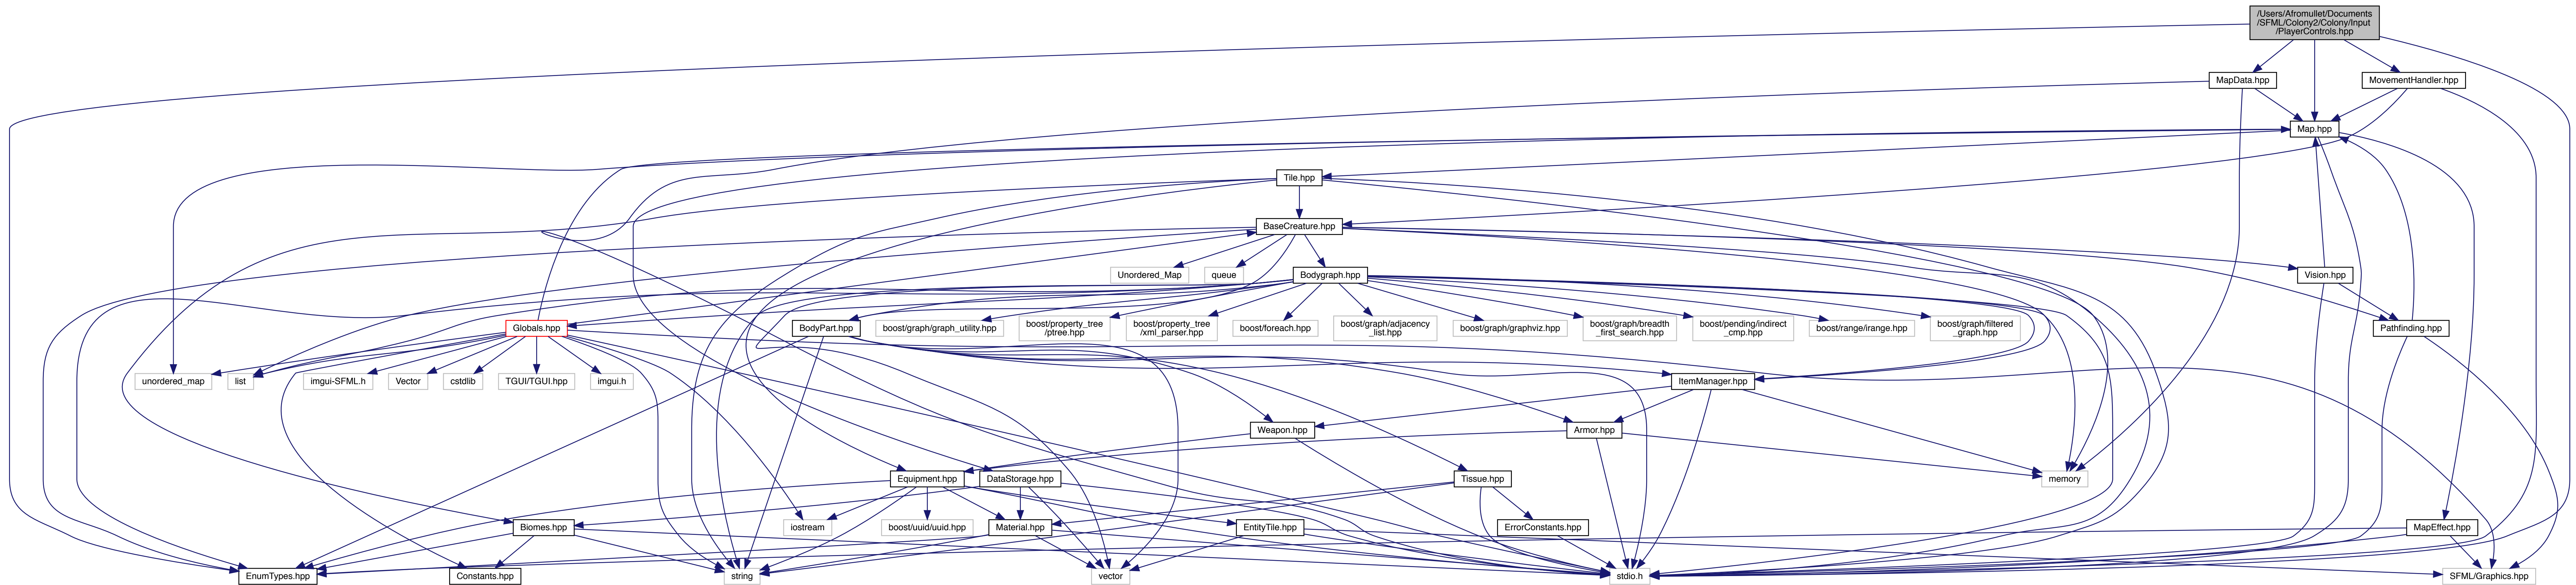 /Users/Afromullet/Documents
/SFML/Colony2/Colony/Input
/PlayerControls.hpp
MapData.hpp
MovementHandler.hpp
Map.hpp
Tile.hpp
BaseCreature.hpp
Unordered_Map
queue
Bodygraph.hpp
Vision.hpp
Globals.hpp
BodyPart.hpp
boost/graph/graph_utility.hpp
boost/property_tree
/ptree.hpp
boost/property_tree
/xml_parser.hpp
boost/foreach.hpp
boost/graph/adjacency
_list.hpp
boost/graph/graphviz.hpp
boost/graph/breadth
_first_search.hpp
boost/pending/indirect
_cmp.hpp
boost/range/irange.hpp
boost/graph/filtered
_graph.hpp
Pathfinding.hpp
unordered_map
list
imgui-SFML.h
Vector
cstdlib
TGUI/TGUI.hpp
imgui.h
ItemManager.hpp
Weapon.hpp
Armor.hpp
Equipment.hpp
DataStorage.hpp
Tissue.hpp
memory
Biomes.hpp
iostream
boost/uuid/uuid.hpp
Material.hpp
EntityTile.hpp
ErrorConstants.hpp
MapEffect.hpp
EnumTypes.hpp
Constants.hpp
string
vector
stdio.h
SFML/Graphics.hpp